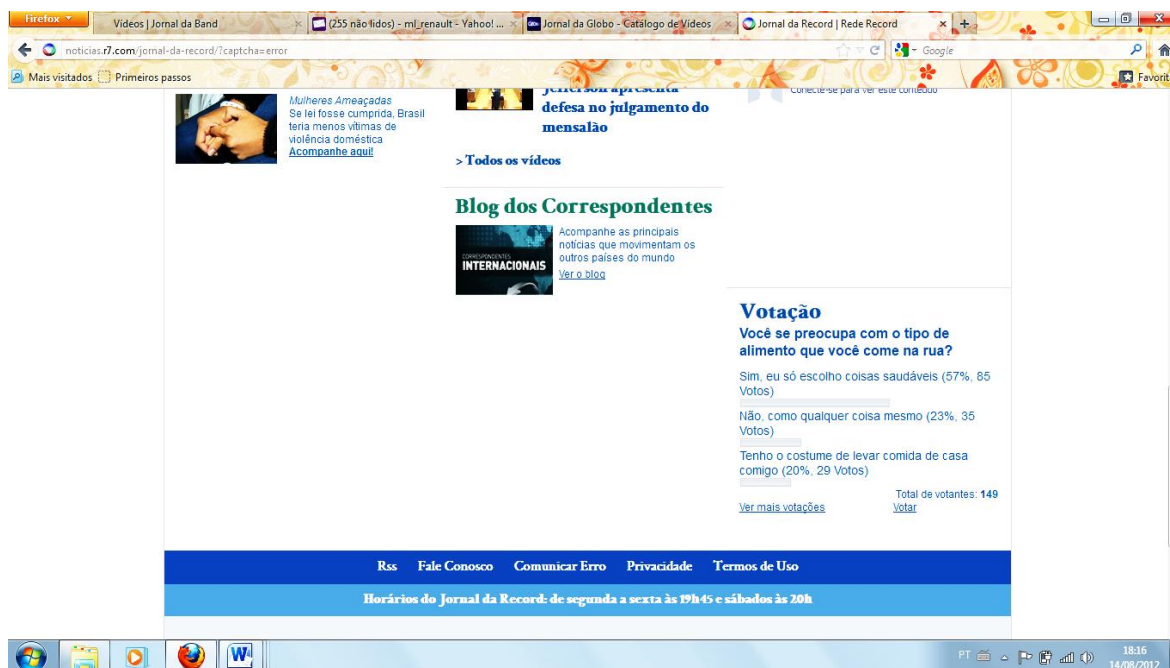 Firefox
Vídeos | Jornal da Band
(255 não lidos) - ml_renault - Yahoo! ...
Jornal da Globo - Catálogo de Vídeos
Jornal da Record | Rede Record
noticias.r7.com/jornal-da-record/?captcha=error
Google
Mais visitados
Primeiros passos
Favorit
Mulheres Ameaçadas
Se lei fosse cumprida, Brasil
teria menos vítimas de
violência doméstica
Acompanhe aqui!
Jefferson apresenta
defesa no julgamento do
mensalão
> Todos os vídeos
Conecte-se para ver este conteúdo
Blog dos Correspondentes
CORRESPONDENTES
INTERNACIONAIS
Acompanhe as principais
notícias que movimentam os
outros países do mundo
Ver o blog
Votação
Você se preocupa com o tipo de
alimento que você come na rua?
Sim, eu só escolho coisas saudáveis (57%, 85
Votos)
Não, como qualquer coisa mesmo (23%, 35
Votos)
Tenho o costume de levar comida de casa
comigo (20%, 29 Votos)
Total de votantes: 149
Ver mais votações
Votar
Rss Fale Conosco Comunicar Erro Privacidade Termos de Uso
Horários do Jornal da Record: de segunda a sexta às 19h45 e sábados às 20h
PT
18:16
14/08/2012